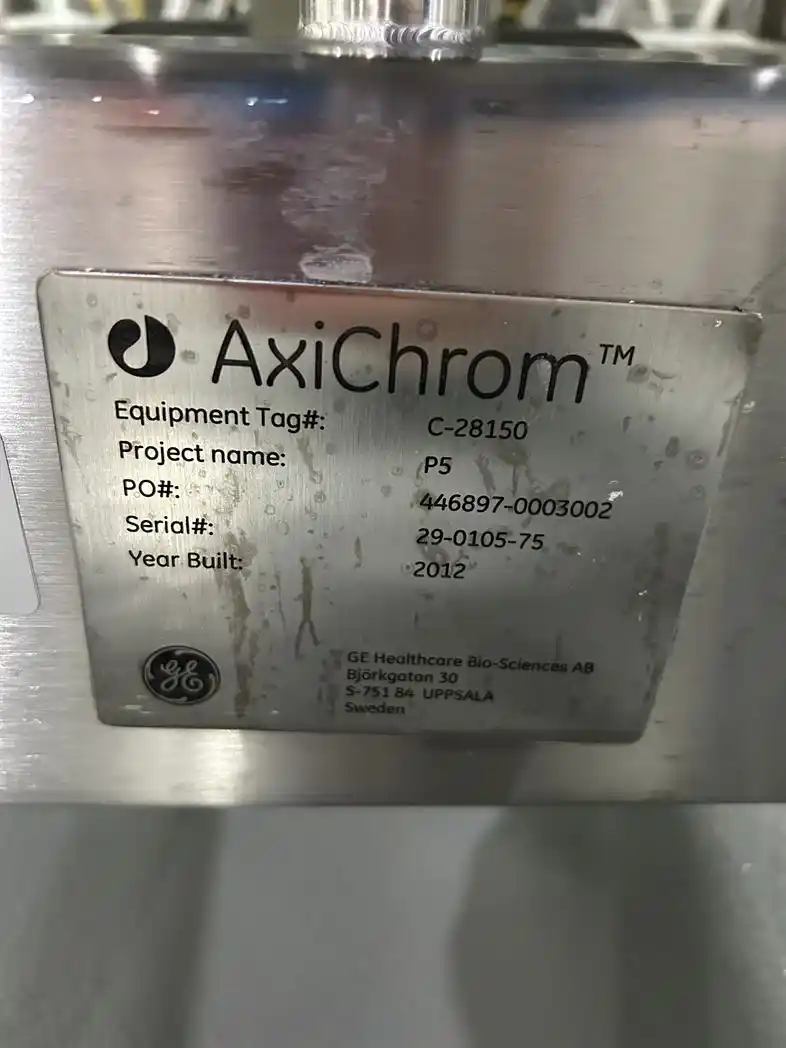 AxiChrom™
Equipment Tag#: C-28150
Project name: P5
PO#: 446897-0003002
Serial#: 29-0105-75
Year Built: 2012
GE
GE Healthcare Bio-Sciences AB
Björkgatan 30
S-751 84 UPPSALA
Sweden